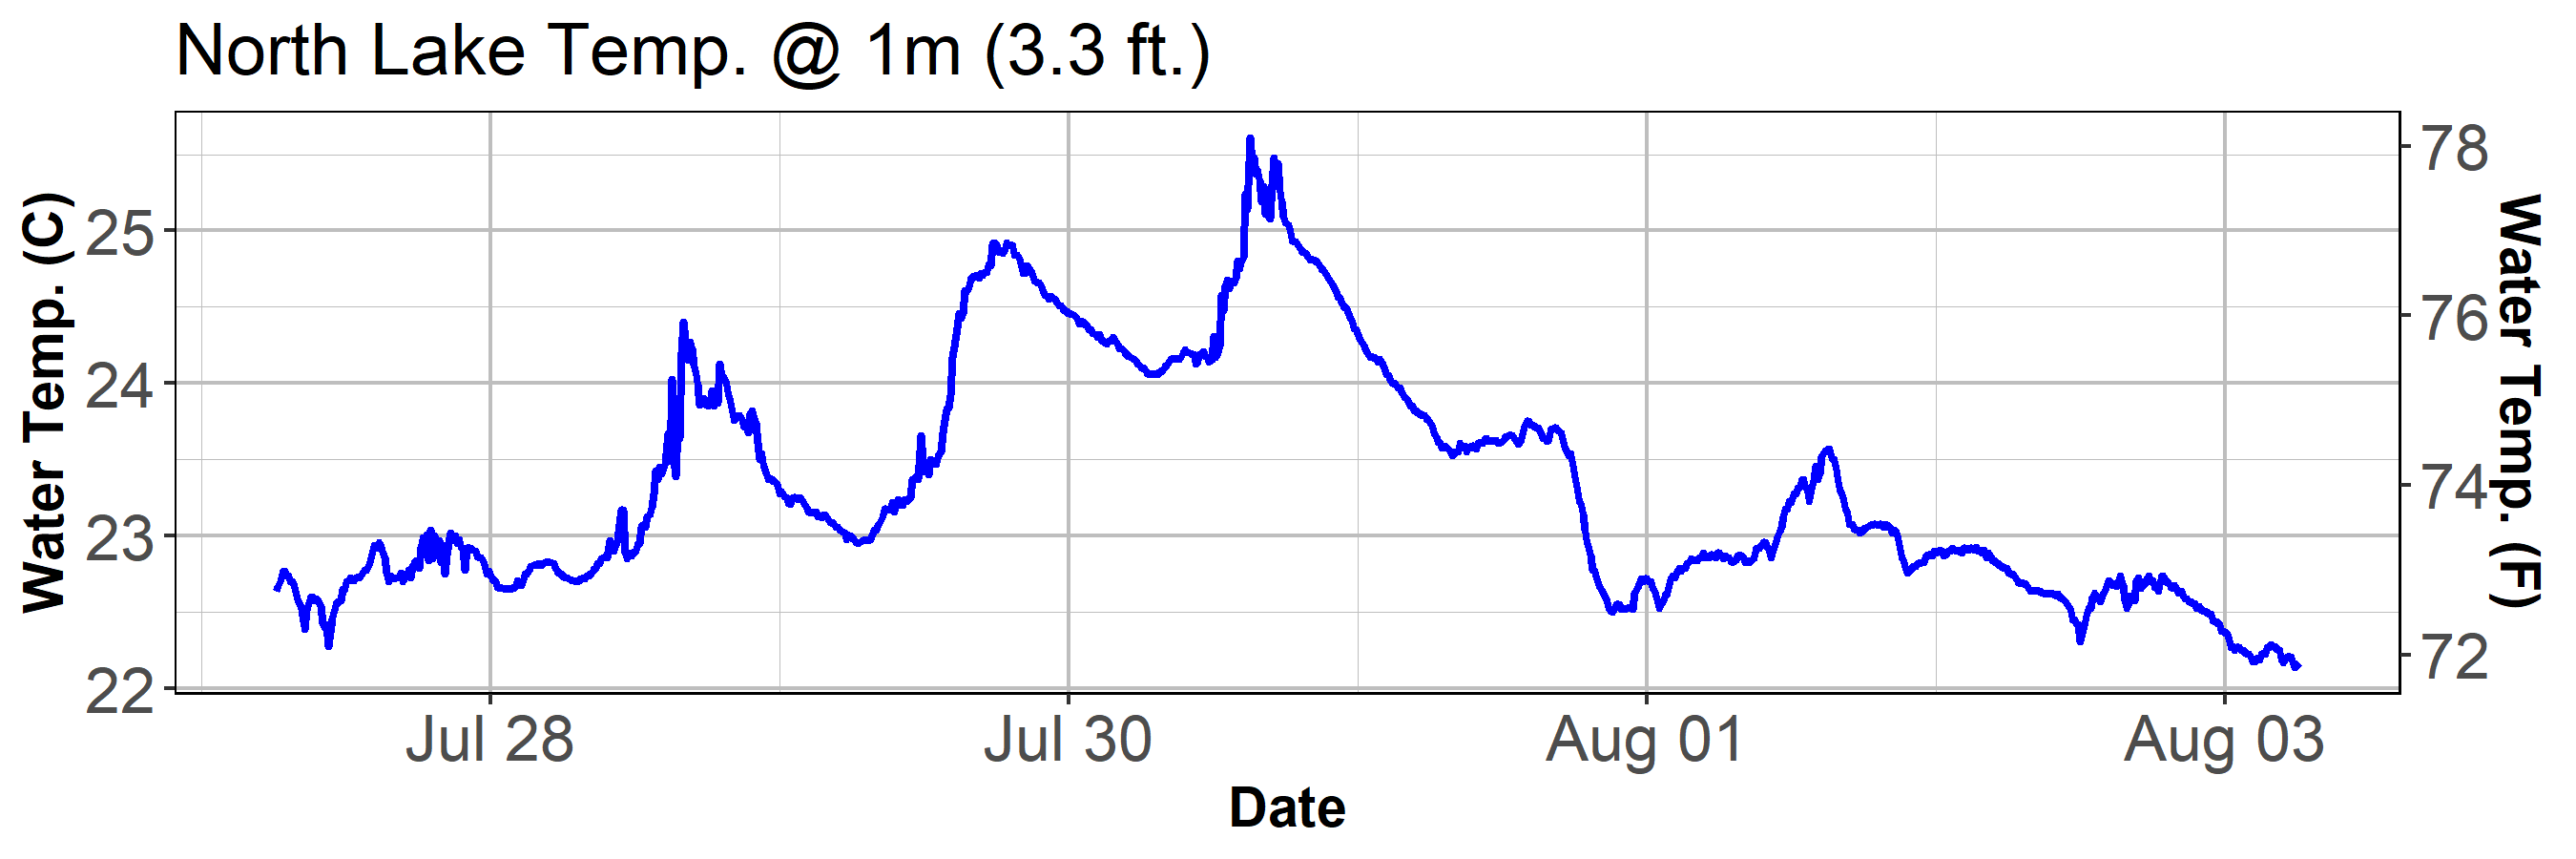 North Lake Temp. @ 1m (3.3 ft.)
Water Temp. (C)
25
24
23
22
78
76
74
72
Water Temp. (F)
Jul 28
Jul 30
Aug 01
Aug 03
Date